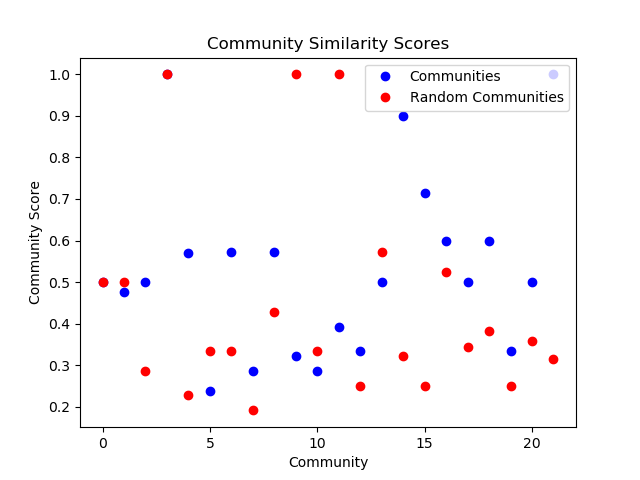 Community Similarity Scores
Communities
Random Communities
Community Score
1.0
0.9
0.8
0.7
0.6
0.5
0.4
0.3
0.2
0 5 10 15 20
Community